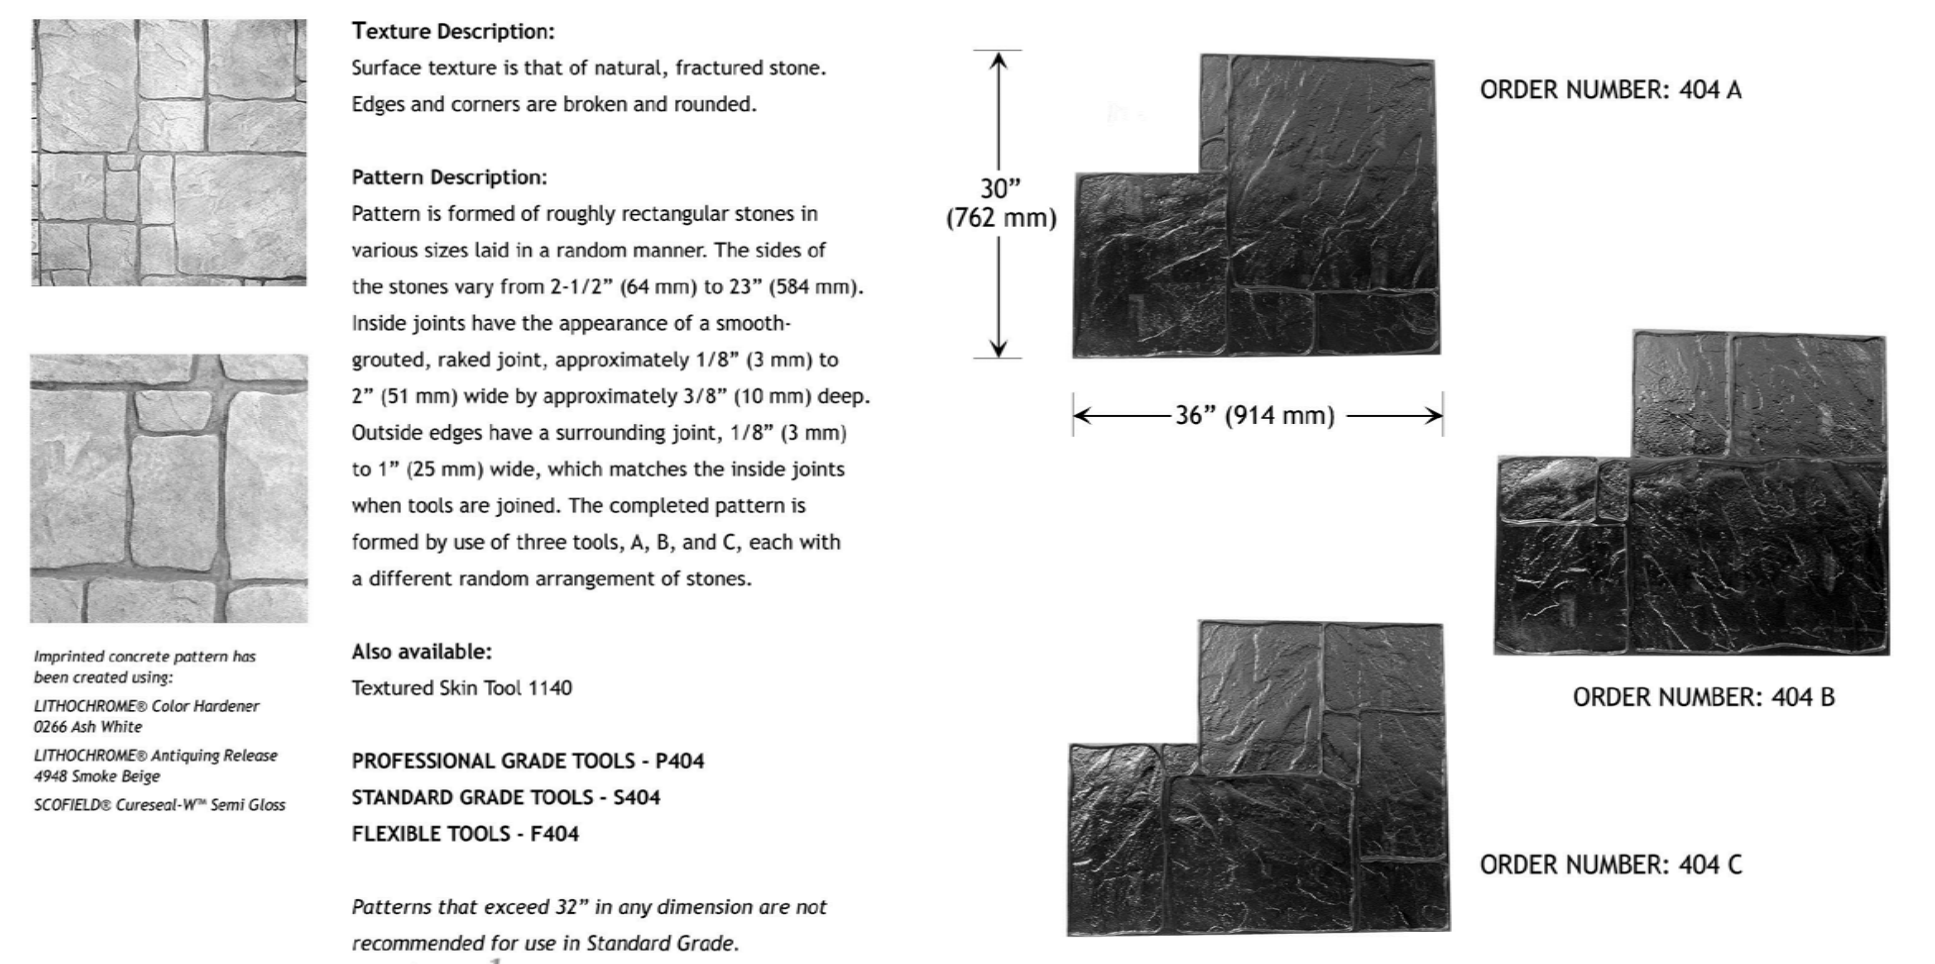 Texture Description:
Surface texture is that of natural, fractured stone.
Edges and corners are broken and rounded.
Pattern Description:
Pattern is formed of roughly rectangular stones in
various sizes laid in a random manner. The sides of
the stones vary from 2-1/2” (64 mm) to 23” (584 mm).
Inside joints have the appearance of a smooth-
grouted, raked joint, approximately 1/8” (3 mm) to
2” (51 mm) wide by approximately 3/8” (10 mm) deep.
Outside edges have a surrounding joint, 1/8” (3 mm)
to 1” (25 mm) wide, which matches the inside joints
when tools are joined. The completed pattern is
formed by use of three tools, A, B, and C, each with
a different random arrangement of stones.
Also available:
Textured Skin Tool 1140
PROFESSIONAL GRADE TOOLS - P404
STANDARD GRADE TOOLS - S404
FLEXIBLE TOOLS - F404
Patterns that exceed 32” in any dimension are not
recommended for use in Standard Grade.
Imprinted concrete pattern has
been created using:
LITHOCHROME® Color Hardener
0266 Ash White
LITHOCHROME® Antiquing Release
4948 Smoke Beige
SCOFIELD® Cureseal-W™ Semi Gloss
ORDER NUMBER: 404 A
30”
(762 mm)
36” (914 mm)
ORDER NUMBER: 404 B
ORDER NUMBER: 404 C